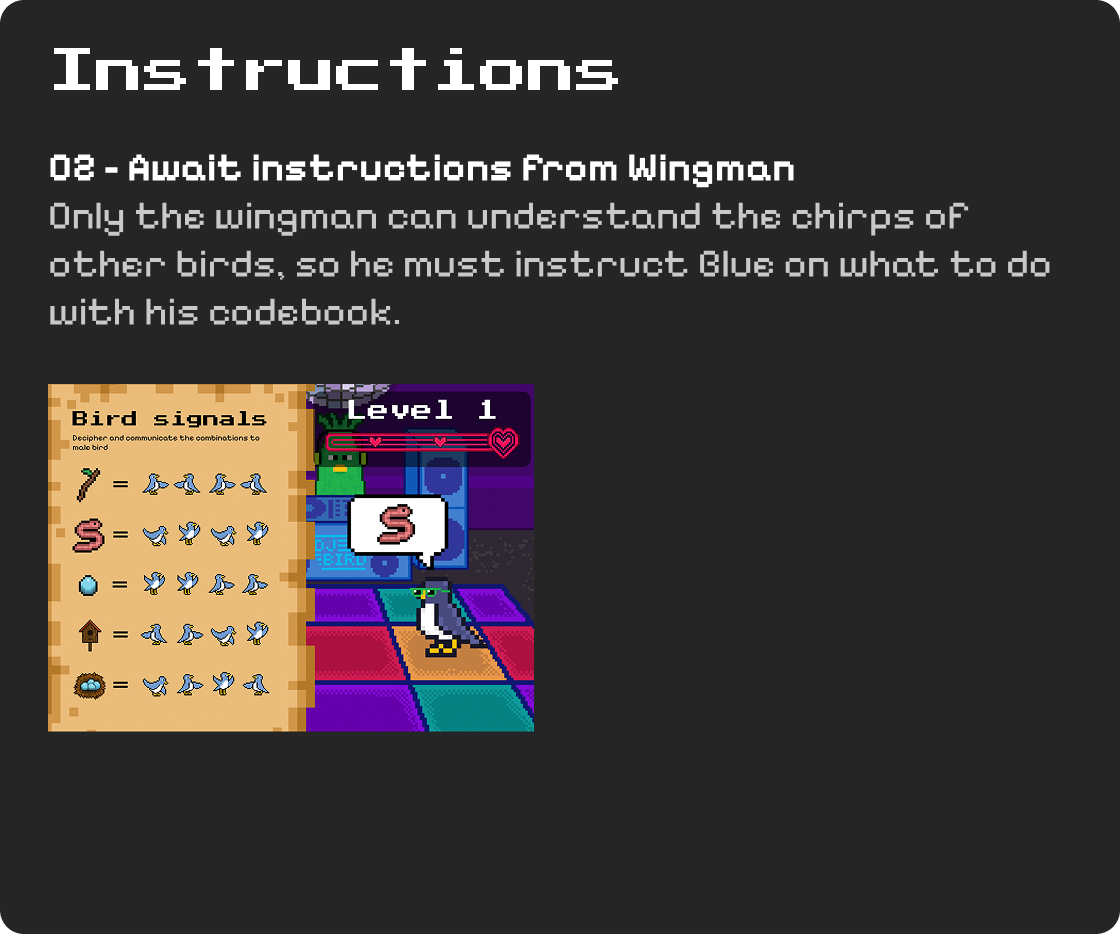 Instructions
02 - Await instructions from Wingman
Only the wingman can understand the chirps of
other birds, so he must instruct Blue on what to do
with his codebook.
Bird signals
Decipher and communicate the combinations to
male bird
=
=
=
=
=
Level 1
DJ
BIRD